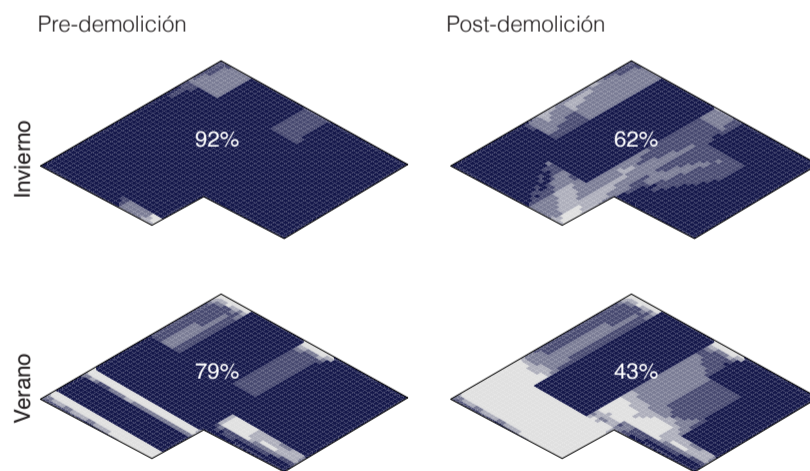 Pre-demolición
Post-demolición
Invierno
92%
62%
Verano
79%
43%